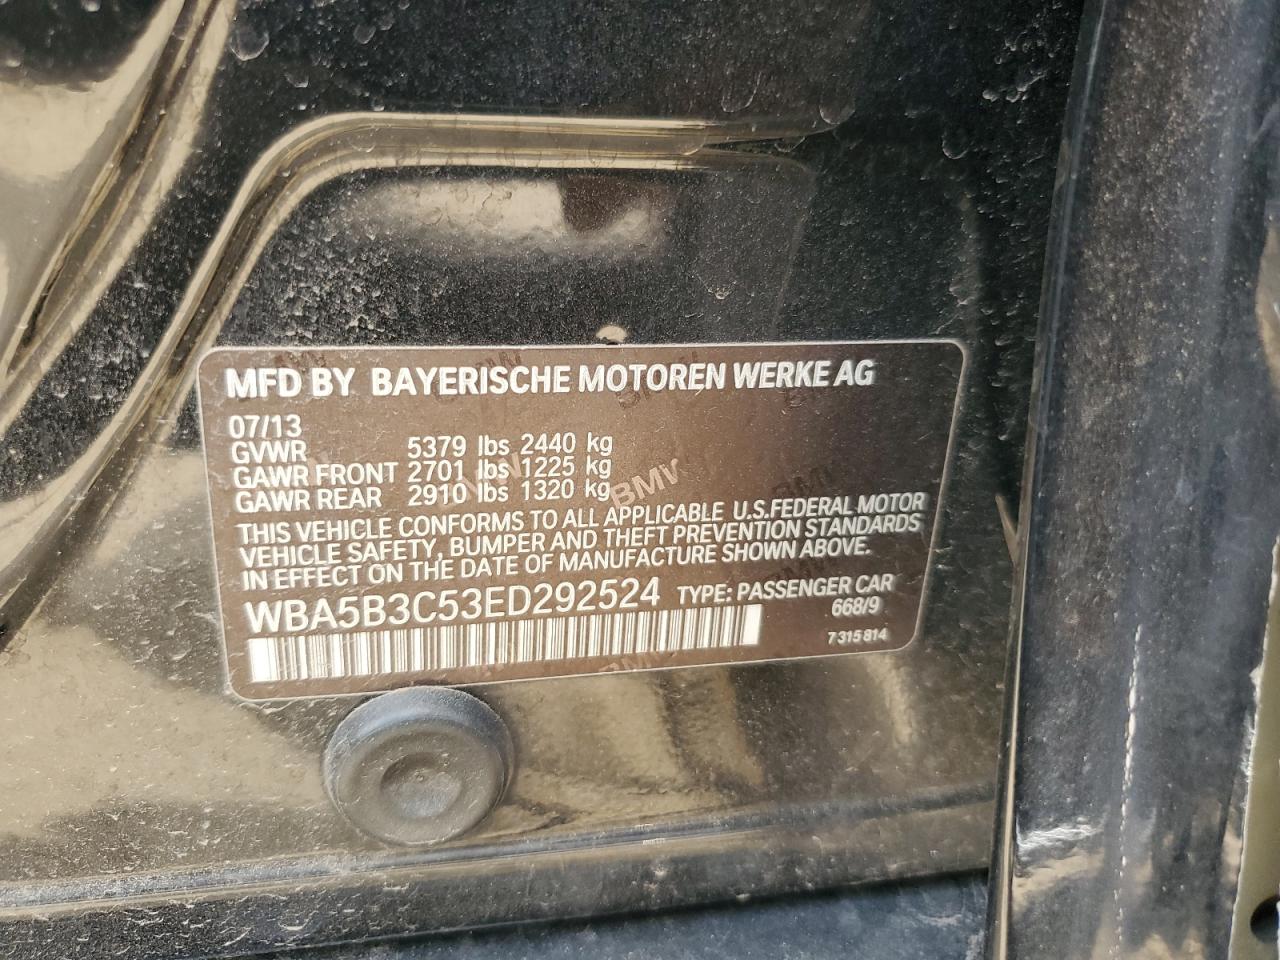 MFD BY BAYERISCHE MOTOREN WERKE AG
07/13
GVWR 5379 lbs 2440 kg
GAWR FRONT 2701 lbs 1225 kg
GAWR REAR 2910 lbs 1320 kg
THIS VEHICLE CONFORMS TO ALL APPLICABLE U.S.FEDERAL MOTOR
VEHICLE SAFETY, BUMPER AND THEFT PREVENTION STANDARDS
IN EFFECT ON THE DATE OF MANUFACTURE SHOWN ABOVE.
WBA5B3C53ED292524 TYPE: PASSENGER CAR
668/9
7 315 814